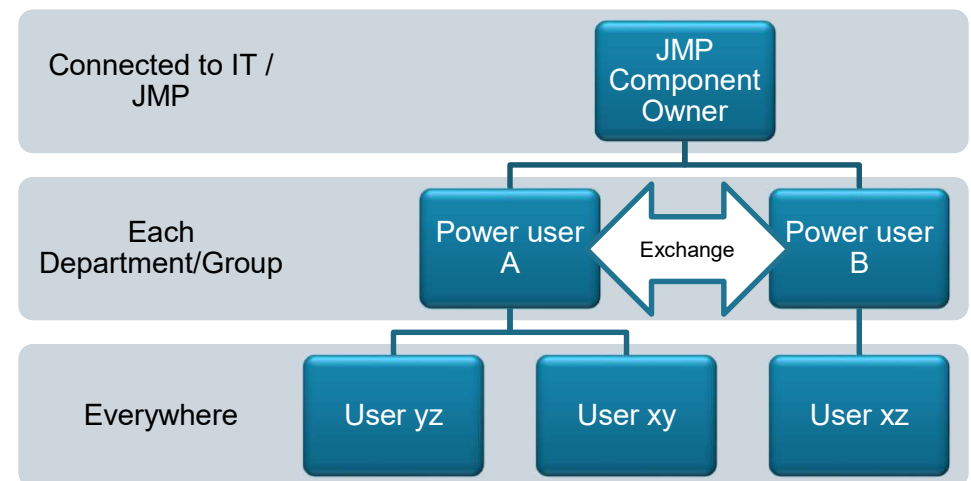 Connected to IT /
JMP
JMP
Component
Owner
Each
Department/Group
Power user
A
Exchange
Power user
B
Everywhere
User yz
User xy
User xz